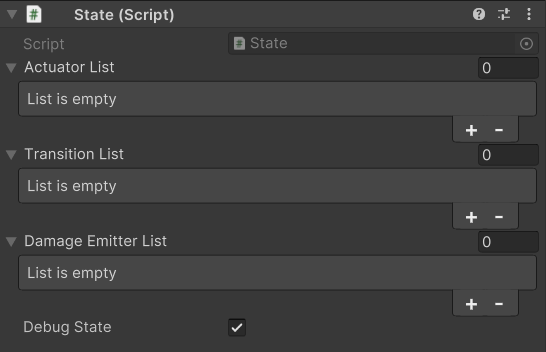 State (Script)
Script State
Actuator List 0
List is empty
+ -
Transition List 0
List is empty
+ -
Damage Emitter List 0
List is empty
+ -
Debug State